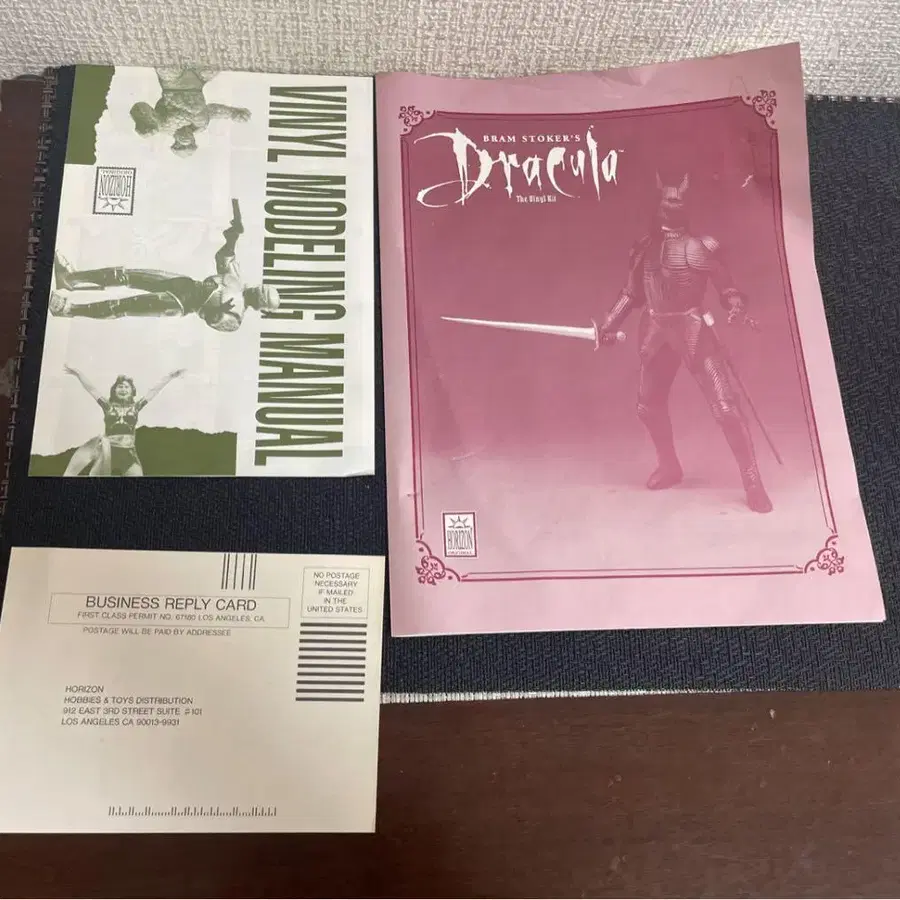 VINYL MODELING MANUAL
HORIZON
BRAM STOKER'S
Dracula™
The Vinyl Kit
HORIZON
ORIGINAL
BUSINESS REPLY CARD
FIRST CLASS PERMIT NO. 67180 LOS ANGELES, CA
POSTAGE WILL BE PAID BY ADDRESSEE
NO POSTAGE
NECESSARY
IF MAILED
IN THE
UNITED STATES
HORIZON
HOBBIES & TOYS DISTRIBUTION
912 EAST 3RD STREET SUITE #101
LOS ANGELES CA 90013-9931